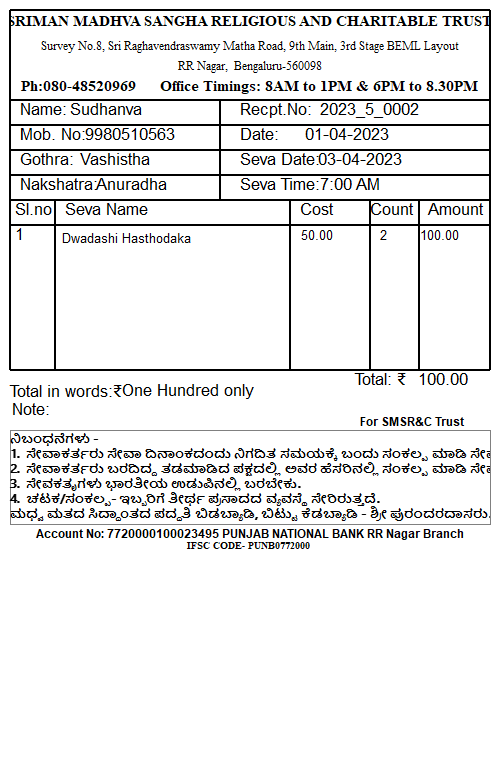 SRIMAN MADHVA SANGHA RELIGIOUS AND CHARITABLE TRUST
Survey No.8, Sri Raghavendraswamy Matha Road, 9th Main, 3rd Stage BEML Layout
RR Nagar, Bengaluru-560098
Ph:080-48520969 Office Timings: 8AM to 1PM & 6PM to 8.30PM
Name: Sudhanva Recpt.No: 2023_5_0002
Mob. No:9980510563 Date: 01-04-2023
Gothra: Vashistha Seva Date:03-04-2023
Nakshatra:Anuradha Seva Time:7:00 AM
Sl.no Seva Name Cost Count Amount
1 Dwadashi Hasthodaka 50.00 2 100.00
Total: ₹ 100.00
Total in words:₹One Hundred only
Note:
For SMSR&C Trust
ನಿಬಂಧನೆಗಳು -
1. ಸೇವಾಕರ್ತರು ಸೇವಾ ದಿನಾಂಕದಂದು ನಿಗದಿತ ಸಮಯಕ್ಕೆ ಬಂದು ಸಂಕಲ್ಪ ಮಾಡಿ ಸೇವ
2. ಸೇವಾಕರ್ತರು ಬರದಿದ್ದ ತಡಮಾಡಿದ ಪಕ್ಷದಲ್ಲಿ ಅವರ ಹೆಸರಿನಲ್ಲಿ ಸಂಕಲ್ಪ ಮಾಡಿ ಸೇವ
3. ಸೇವಕತೃಗಳು ಭಾರತೀಯ ಉಡುಪಿನಲ್ಲಿ ಬರಬೇಕು.
4. ಚಟಕ/ಸಂಕಲ್ಪ- ಇಬ್ಬರಿಗೆ ತೀರ್ಥ ಪ್ರಸಾದದ ವ್ಯವಸ್ಥೆ ಸೇರಿರುತ್ತದೆ.
ಮಧ್ವ ಮತದ ಸಿದ್ಧಾಂತದ ಪದ್ಧತಿ ಬಿಡಬ್ಯಾಡಿ, ಬಿಟ್ಟು ಕೆಡಬ್ಯಾಡಿ - ಶ್ರೀ ಪುರಂದರದಾಸರು.
Account No: 7720000100023495 PUNJAB NATIONAL BANK RR Nagar Branch
IFSC CODE- PUNB0772000